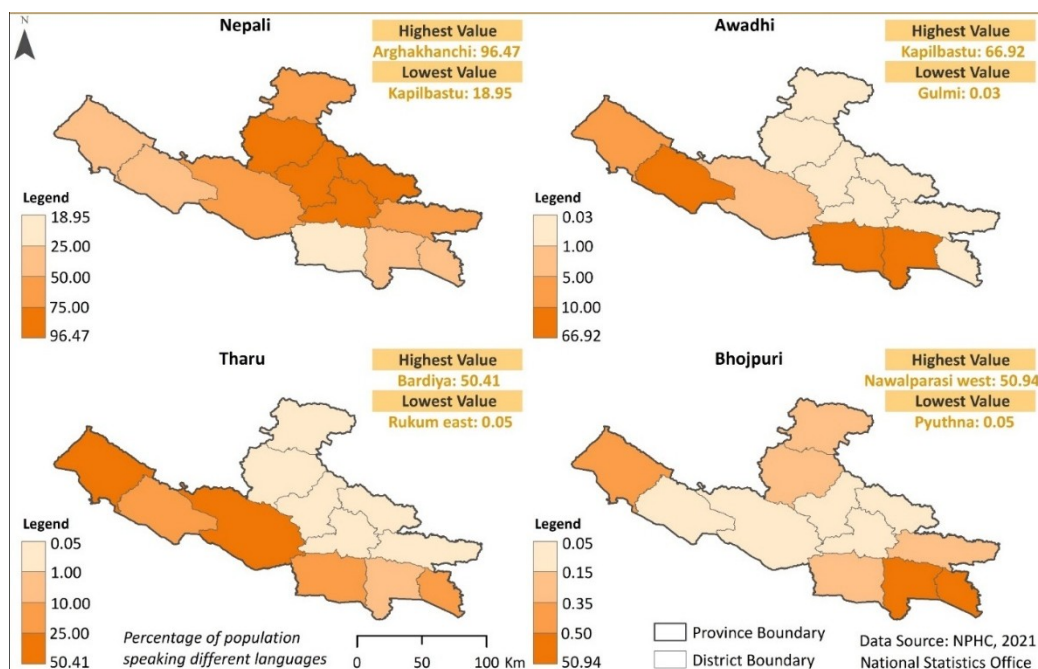 N
Nepali
Highest Value
Arghakhanchi: 96.47
Lowest Value
Kapilbastu: 18.95
Legend
18.95
25.00
50.00
75.00
96.47
Awadhi
Highest Value
Kapilbastu: 66.92
Lowest Value
Gulmi: 0.03
Legend
0.03
1.00
5.00
10.00
66.92
Tharu
Highest Value
Bardiya: 50.41
Lowest Value
Rukum east: 0.05
Legend
0.05
1.00
10.00
25.00
50.41
Percentage of population
speaking different languages
0 50 100 Km
Bhojpuri
Highest Value
Nawalparasi west: 50.94
Lowest Value
Pyuthna: 0.05
Legend
0.05
0.15
0.35
0.50
50.94
Province Boundary
District Boundary
Data Source: NPHC, 2021
National Statistics Office